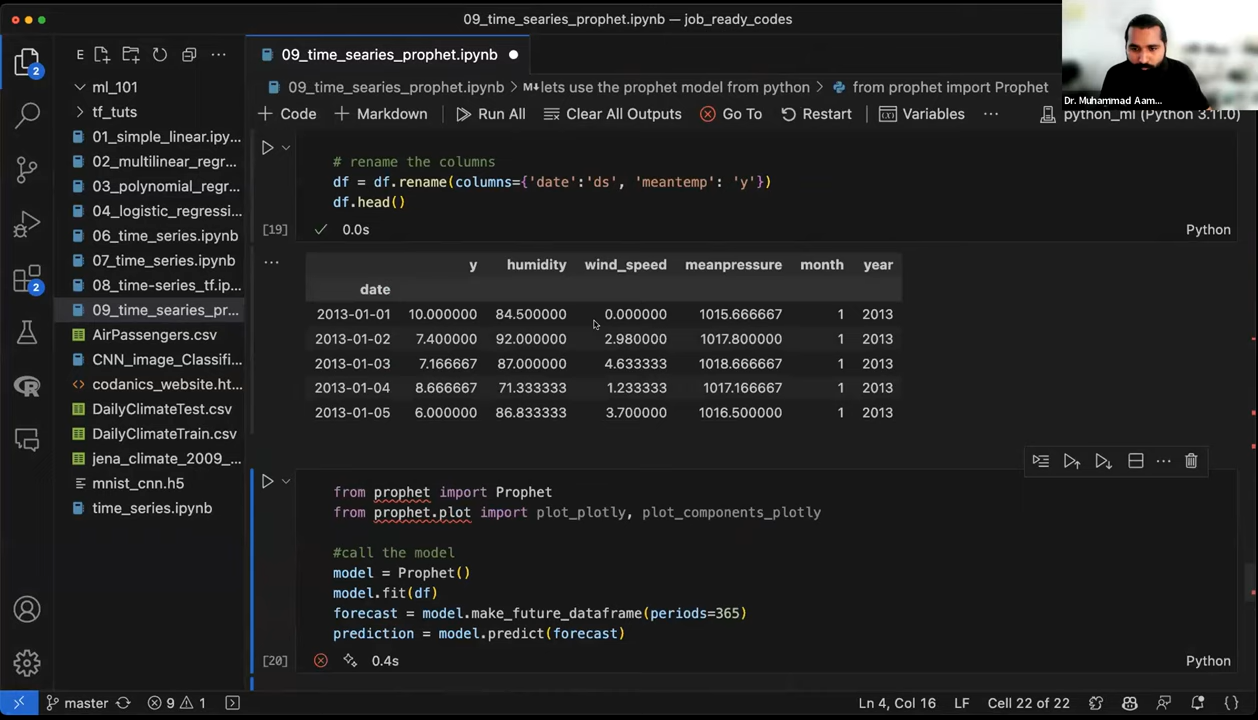 09_time_searies_prophet.ipynb — job_ready_codes
E
ml_101
tf_tuts
01_simple_linear.ipy...
02_multilinear_regr...
03_polynomial_regr...
04_logistic_regressi...
06_time_series.ipynb
07_time_series.ipynb
08_time-series_tf.ip...
09_time_searies_pr...
AirPassengers.csv
CNN_image_Classifi...
codanics_website.ht...
DailyClimateTest.csv
DailyClimateTrain.csv
jena_climate_2009_...
mnist_cnn.h5
time_series.ipynb
2
2
09_time_searies_prophet.ipynb
09_time_searies_prophet.ipynb > M↓lets use the prophet model from python > from prophet import Prophet
+ Code + Markdown Run All Clear All Outputs Go To Restart Variables ... python_ml (Python 3.11.0)
# rename the columns
df = df.rename(columns={'date':'ds', 'meantemp': 'y'})
df.head()
[19] 0.0s Python
y humidity wind_speed meanpressure month year
date
2013-01-01 10.000000 84.500000 0.000000 1015.666667 1 2013
2013-01-02 7.400000 92.000000 2.980000 1017.800000 1 2013
2013-01-03 7.166667 87.000000 4.633333 1018.666667 1 2013
2013-01-04 8.666667 71.333333 1.233333 1017.166667 1 2013
2013-01-05 6.000000 86.833333 3.700000 1016.500000 1 2013
from prophet import Prophet
from prophet.plot import plot_plotly, plot_components_plotly
#call the model
model = Prophet()
model.fit(df)
forecast = model.make_future_dataframe(periods=365)
prediction = model.predict(forecast)
[20] 0.4s Python
master 9 1 Ln 4, Col 16 LF Cell 22 of 22
Dr. Muhammad Aam...